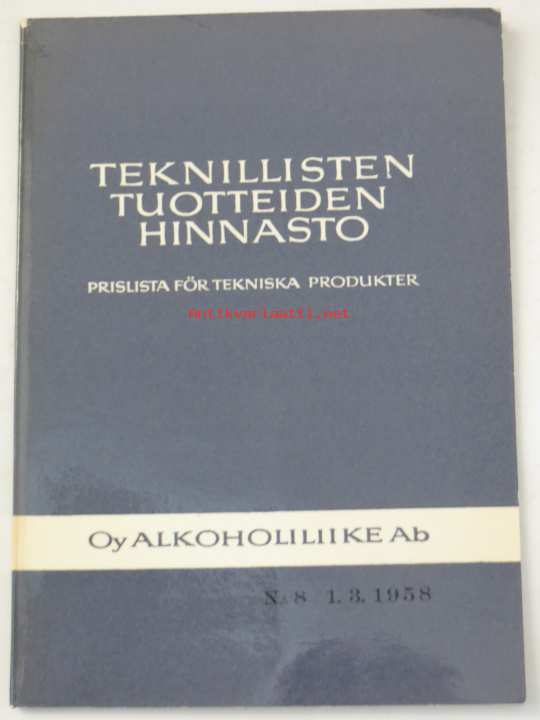 TEKNILLISTEN
TUOTTEIDEN
HINNASTO
PRISLISTA FÖR TEKNISKA PRODUKTER
Antikvariaatti.net
Oy ALKOHOLILIIKE Ab
N:8 1.3.1958